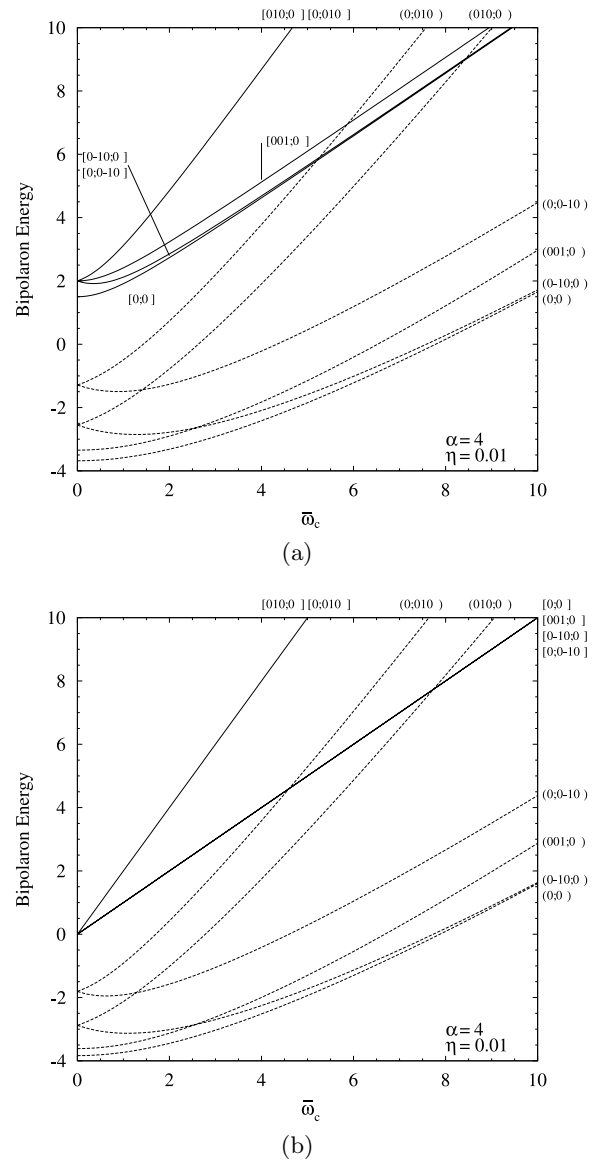 [010;0 ] [0;010 ] (0;010 ) (010;0 )
10
8
6
4
2
0
-2
-4
Bipolaron Energy
[001;0 ]
[0-10;0 ]
[0;0-10 ]
[0;0 ]
(0;0-10 )
(001;0 )
(0-10;0 )
(0;0 )
α = 4
η = 0.01
0 2 4 6 8 10
ω̅c
(a)
[010;0 ] [0;010 ] (0;010 ) (010;0 ) [0;0 ]
[001;0 ]
[0-10;0 ]
[0;0-10 ]
10
8
6
4
2
0
-2
-4
Bipolaron Energy
(0;0-10 )
(001;0 )
(0-10;0 )
(0;0 )
α = 4
η = 0.01
0 2 4 6 8 10
ω̅c
(b)